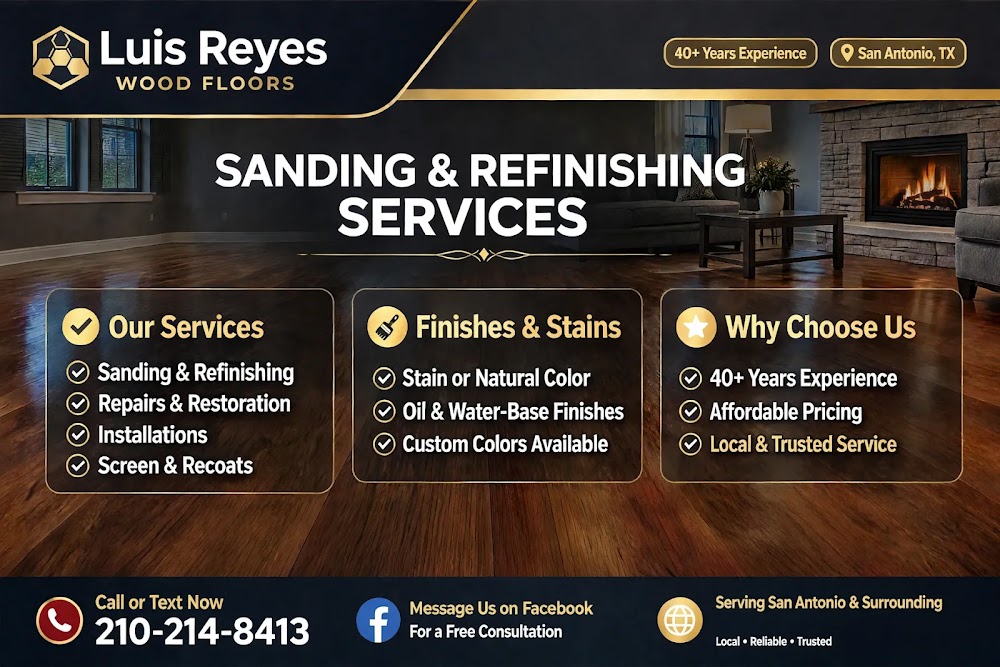 Luis Reyes
WOOD FLOORS
40+ Years Experience
San Antonio, TX
SANDING & REFINISHING
SERVICES
Our Services
Sanding & Refinishing
Repairs & Restoration
Installations
Screen & Recoats
Finishes & Stains
Stain or Natural Color
Oil & Water-Base Finishes
Custom Colors Available
Why Choose Us
40+ Years Experience
Affordable Pricing
Local & Trusted Service
Call or Text Now
210-214-8413
Message Us on Facebook
For a Free Consultation
Serving San Antonio & Surrounding
Local • Reliable • Trusted